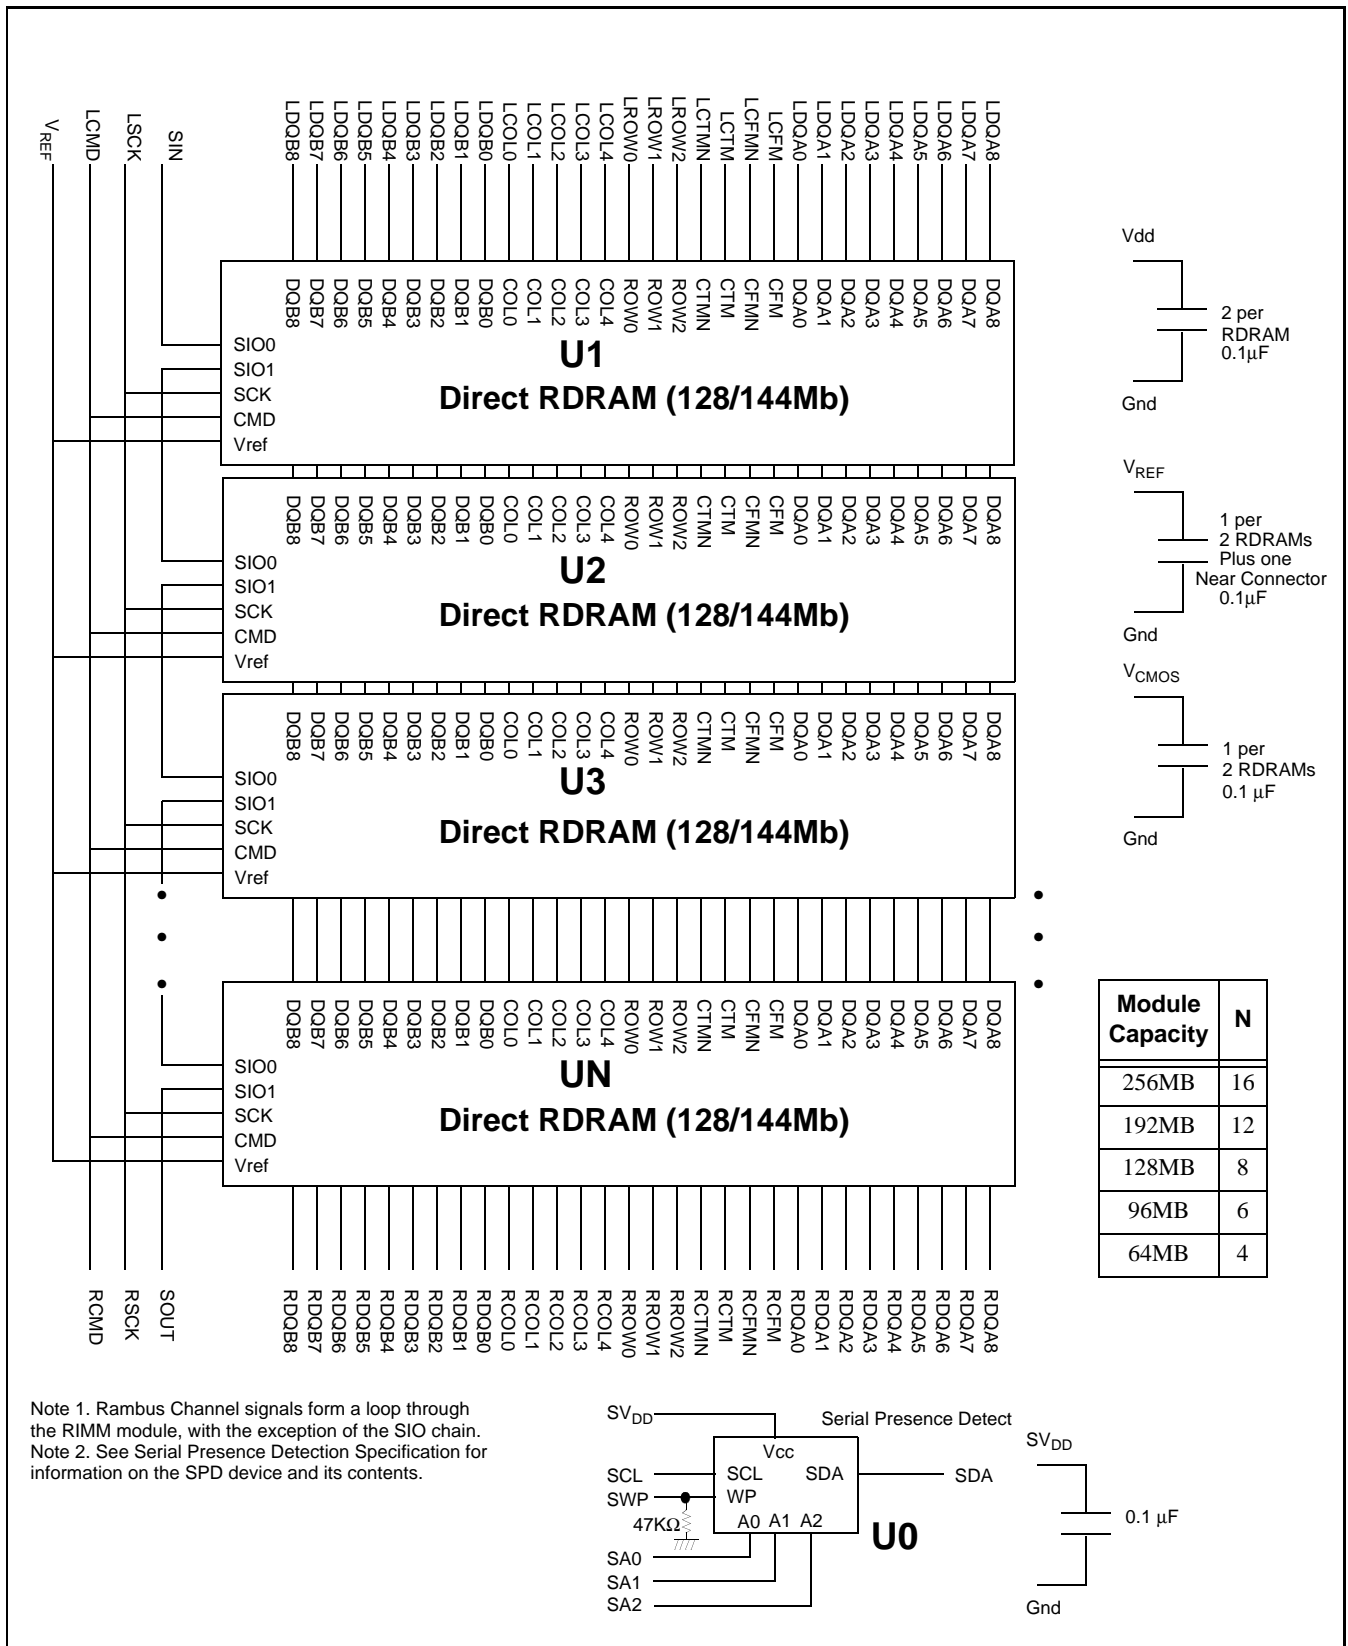 VREF LCMD LSCK SIN LDQB8 LDQB7 LDQB6 LDQB5 LDQB4 LDQB3 LDQB2 LDQB1 LDQB0 LCOL0 LCOL1 LCOL2 LCOL3 LCOL4 LROW0 LROW1 LROW2 LCTMN LCTM LCFMN LCFM LDQA0 LDQA1 LDQA2 LDQA3 LDQA4 LDQA5 LDQA6 LDQA7 LDQA8
DQB8 DQB7 DQB6 DQB5 DQB4 DQB3 DQB2 DQB1 DQB0 COL0 COL1 COL2 COL3 COL4 ROW0 ROW1 ROW2 CTMN CTM CFMN CFM DQA0 DQA1 DQA2 DQA3 DQA4 DQA5 DQA6 DQA7 DQA8
SIO0
SIO1
SCK
CMD
Vref
U1
Direct RDRAM (128/144Mb)
DQB8 DQB7 DQB6 DQB5 DQB4 DQB3 DQB2 DQB1 DQB0 COL0 COL1 COL2 COL3 COL4 ROW0 ROW1 ROW2 CTMN CTM CFMN CFM DQA0 DQA1 DQA2 DQA3 DQA4 DQA5 DQA6 DQA7 DQA8
SIO0
SIO1
SCK
CMD
Vref
U2
Direct RDRAM (128/144Mb)
DQB8 DQB7 DQB6 DQB5 DQB4 DQB3 DQB2 DQB1 DQB0 COL0 COL1 COL2 COL3 COL4 ROW0 ROW1 ROW2 CTMN CTM CFMN CFM DQA0 DQA1 DQA2 DQA3 DQA4 DQA5 DQA6 DQA7 DQA8
SIO0
SIO1
SCK
CMD
Vref
U3
Direct RDRAM (128/144Mb)
DQB8 DQB7 DQB6 DQB5 DQB4 DQB3 DQB2 DQB1 DQB0 COL0 COL1 COL2 COL3 COL4 ROW0 ROW1 ROW2 CTMN CTM CFMN CFM DQA0 DQA1 DQA2 DQA3 DQA4 DQA5 DQA6 DQA7 DQA8
SIO0
SIO1
SCK
CMD
Vref
UN
Direct RDRAM (128/144Mb)
RCMD RSCK SOUT RDQB8 RDQB7 RDQB6 RDQB5 RDQB4 RDQB3 RDQB2 RDQB1 RDQB0 RCOL0 RCOL1 RCOL2 RCOL3 RCOL4 RROW0 RROW1 RROW2 RCTMN RCTM RCFMN RCFM RDQA0 RDQA1 RDQA2 RDQA3 RDQA4 RDQA5 RDQA6 RDQA7 RDQA8
Vdd
2 per
RDRAM
0.1µF
Gnd
VREF
1 per
2 RDRAMs
Plus one
Near Connector
0.1µF
Gnd
VCMOS
1 per
2 RDRAMs
0.1 µF
Gnd
Module Capacity N
256MB 16
192MB 12
128MB 8
96MB 6
64MB 4
Note 1. Rambus Channel signals form a loop through
the RIMM module, with the exception of the SIO chain.
Note 2. See Serial Presence Detection Specification for
information on the SPD device and its contents.
SVDD
Serial Presence Detect
Vcc
SCL SCL SDA SDA
SWP WP
47KΩ
A0 A1 A2
U0
SA0
SA1
SA2
SVDD
0.1 µF
Gnd